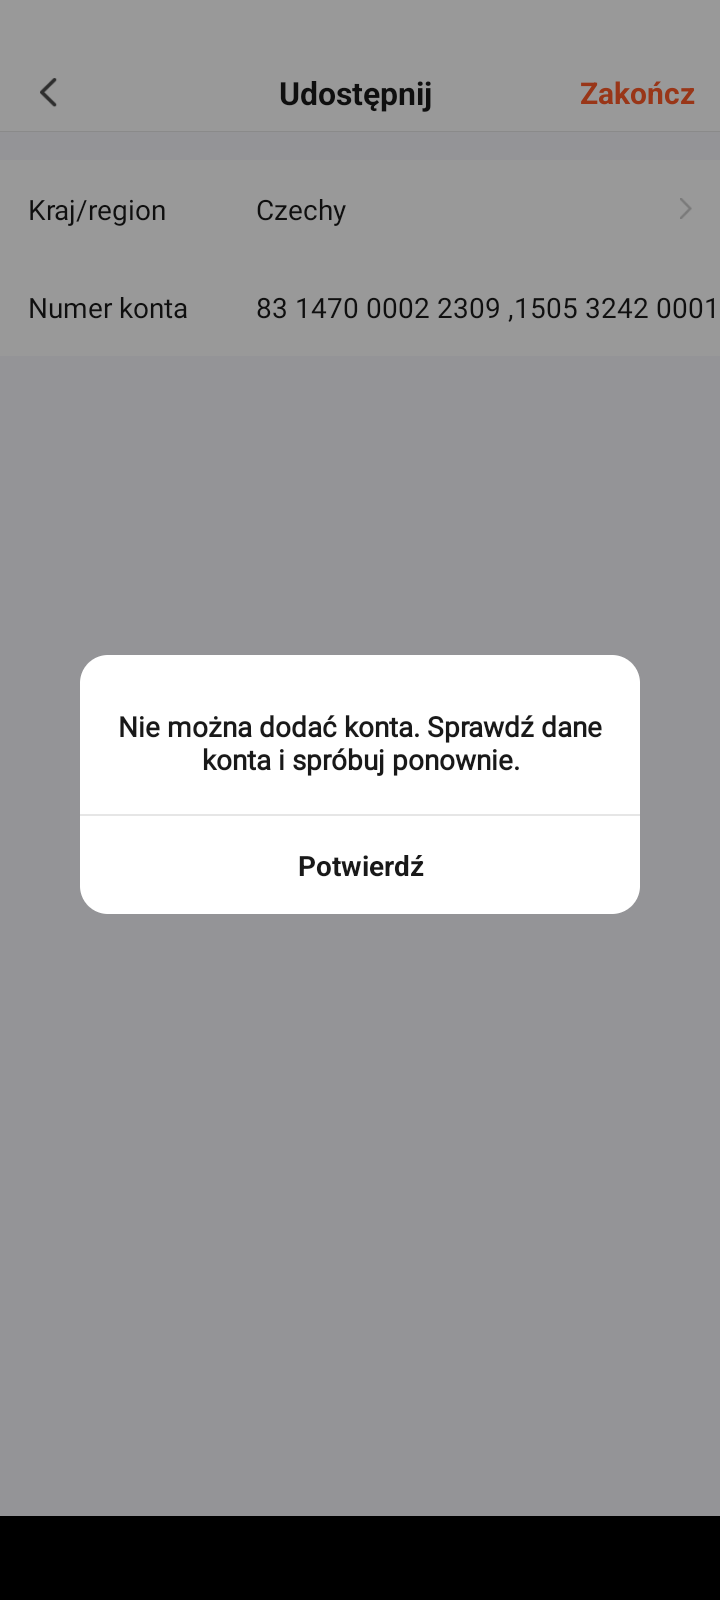 Udostępnij
Zakończ
Kraj/region
Czechy
Numer konta
83 1470 0002 2309 ,1505 3242 0001
Nie można dodać konta. Sprawdź dane
konta i spróbuj ponownie.
Potwierdź